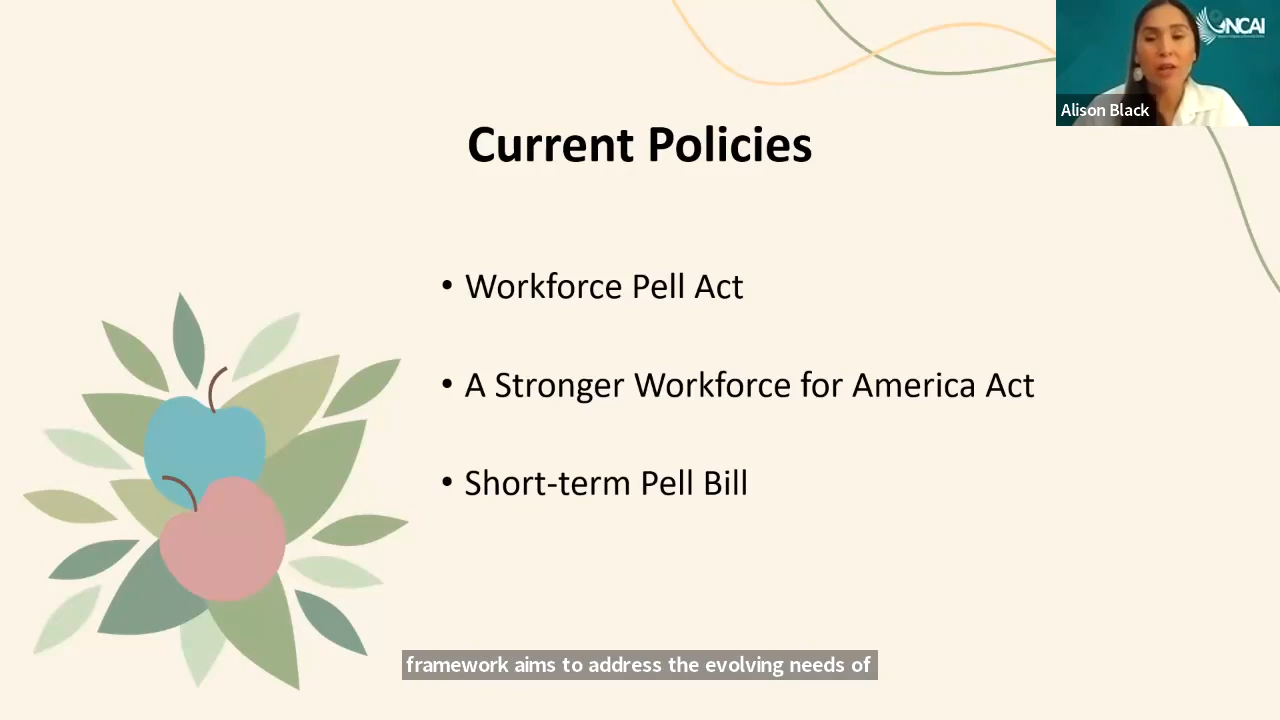 NCAI
Alison Black
Current Policies
• Workforce Pell Act
• A Stronger Workforce for America Act
• Short-term Pell Bill
framework aims to address the evolving needs of